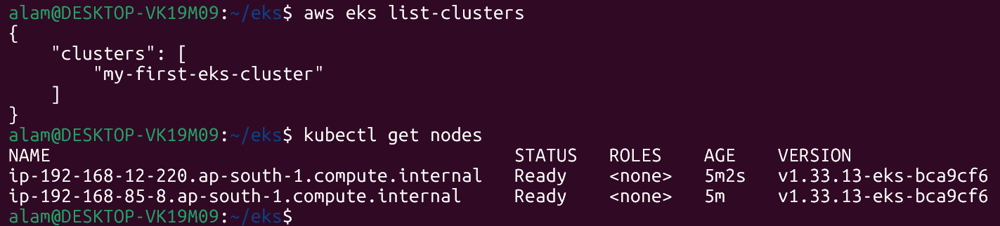 alam@DESKTOP-VK19M09:~/eks$ aws eks list-clusters
{
    "clusters": [
        "my-first-eks-cluster"
    ]
}
alam@DESKTOP-VK19M09:~/eks$ kubectl get nodes
NAME                                            STATUS   ROLES    AGE    VERSION
ip-192-168-12-220.ap-south-1.compute.internal   Ready    <none>   5m2s   v1.33.13-eks-bca9cf6
ip-192-168-85-8.ap-south-1.compute.internal     Ready    <none>   5m     v1.33.13-eks-bca9cf6
alam@DESKTOP-VK19M09:~/eks$